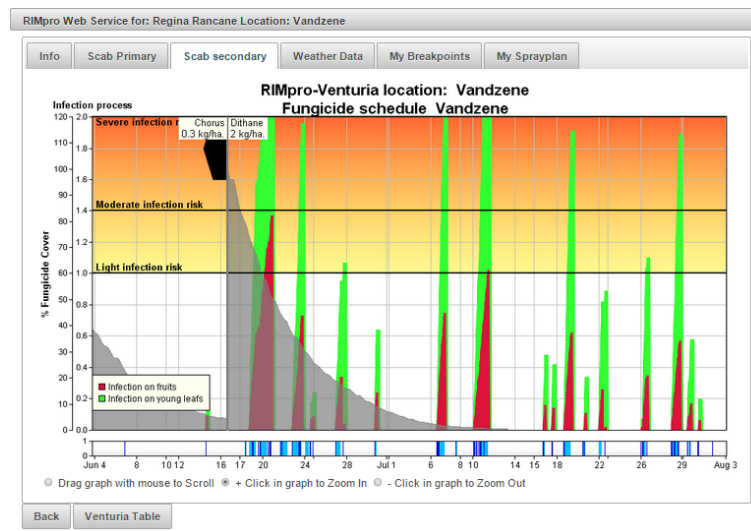 RIMpro Web Service for: Regina Rancane Location: Vandzene
Info
Scab Primary
Scab secondary
Weather Data
My Breakpoints
My Sprayplan
RIMpro-Venturia location: Vandzene
Fungicide schedule Vandzene
Infection process
Chorus
0.3 kg/ha.
Dithane
2 kg/ha.
Severe infection r
Moderate infection risk
Light infection risk
% Fungicide Cover
120 2.0
110 1.8
100
90 1.6
80 1.4
70 1.2
60 1.0
50 0.8
40 0.6
30 0.4
20 0.2
10
0 0.0
Infection on fruits
Infection on young leafs
1
0
Jun 4 8 10 12 16 17 20 24 28 Jul 1 6 8 10 14 15 18 22 26 29 Aug 3
Drag graph with mouse to Scroll + Click in graph to Zoom In - Click in graph to Zoom Out
Back
Venturia Table